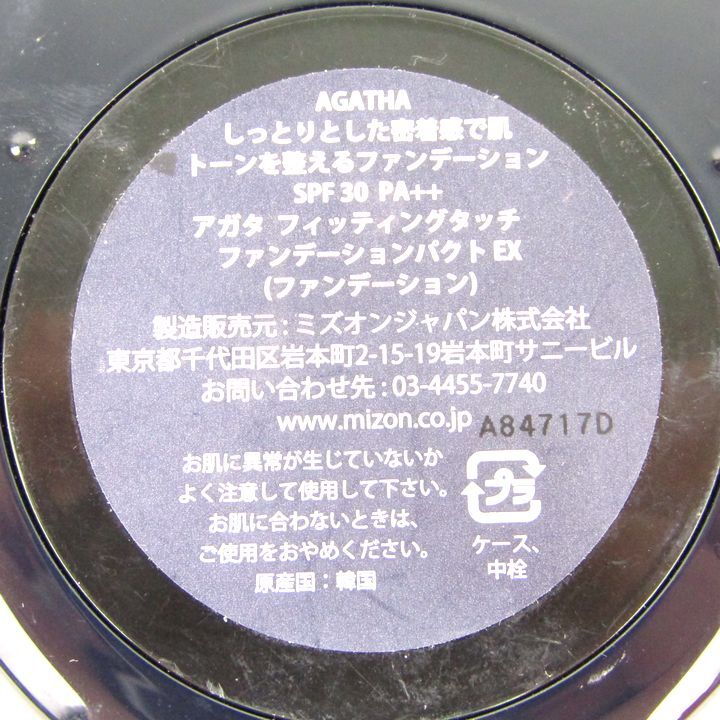 AGATHA
しっとりとした密着感で肌
トーンを整えるファンデーション
SPF 30 PA++
アガタ フィッティングタッチ
ファンデーションパクト EX
(ファンデーション)
製造販売元 : ミズオンジャパン株式会社
東京都千代田区岩本町2-15-19岩本町サニービル
お問い合わせ先 : 03-4455-7740
www.mizon.co.jp
A84717D
お肌に異常が生じていないか
よく注意して使用して下さい。
お肌に合わないときは、
ご使用をおやめください。
原産国 : 韓国
プラ
ケース、
中栓